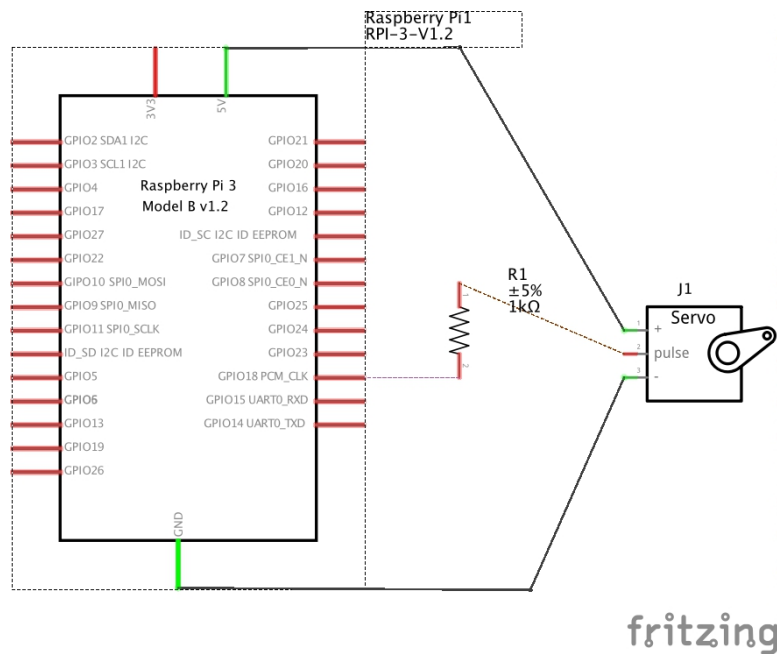 Raspberry Pi1
RPI-3-V1.2
3V3
5V
GPIO2 SDA1 I2C
GPIO3 SCL1 I2C
GPIO4
GPIO17
GPIO27
GPIO22
GPIO10 SPI0_MOSI
GPIO9 SPI0_MISO
GPIO11 SPI0_SCLK
ID_SD I2C ID EEPROM
GPIO5
GPIO6
GPIO13
GPIO19
GPIO26
Raspberry Pi 3
Model B v1.2
GPIO21
GPIO20
GPIO16
GPIO12
ID_SC I2C ID EEPROM
GPIO7 SPI0_CE1_N
GPIO8 SPI0_CE0_N
GPIO25
GPIO24
GPIO23
GPIO18 PCM_CLK
GPIO15 UART0_RXD
GPIO14 UART0_TXD
GND
R1
±5%
1kΩ
1
2
J1
Servo
1 +
2 pulse
3 -
fritzing